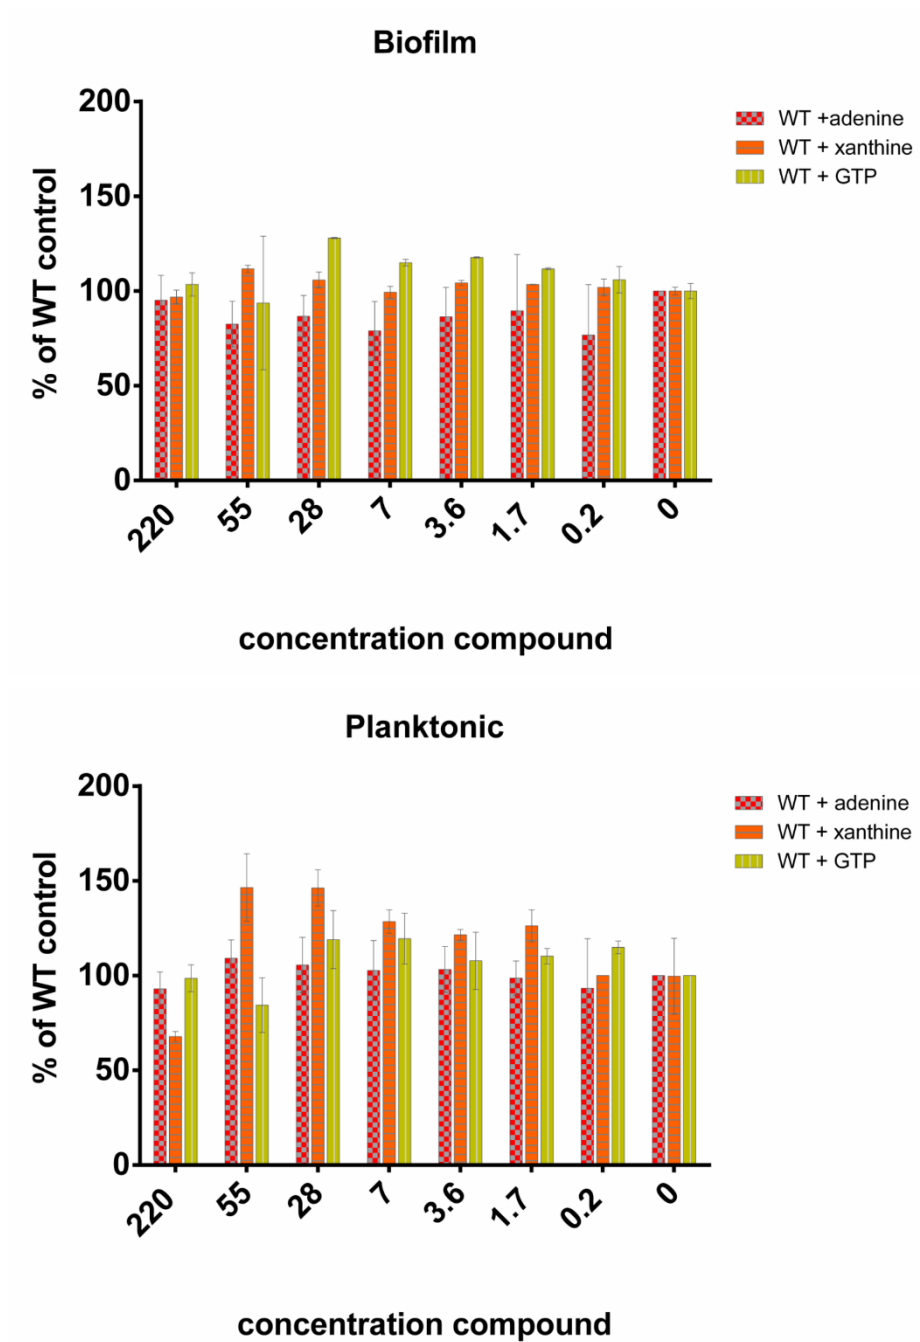 Biofilm
% of WT control
200
150
100
50
0
220
55
28
7
3.6
1.7
0.2
0
concentration compound
WT +adenine
WT + xanthine
WT + GTP
Planktonic
% of WT control
200
150
100
50
0
220
55
28
7
3.6
1.7
0.2
0
concentration compound
WT + adenine
WT + xanthine
WT + GTP